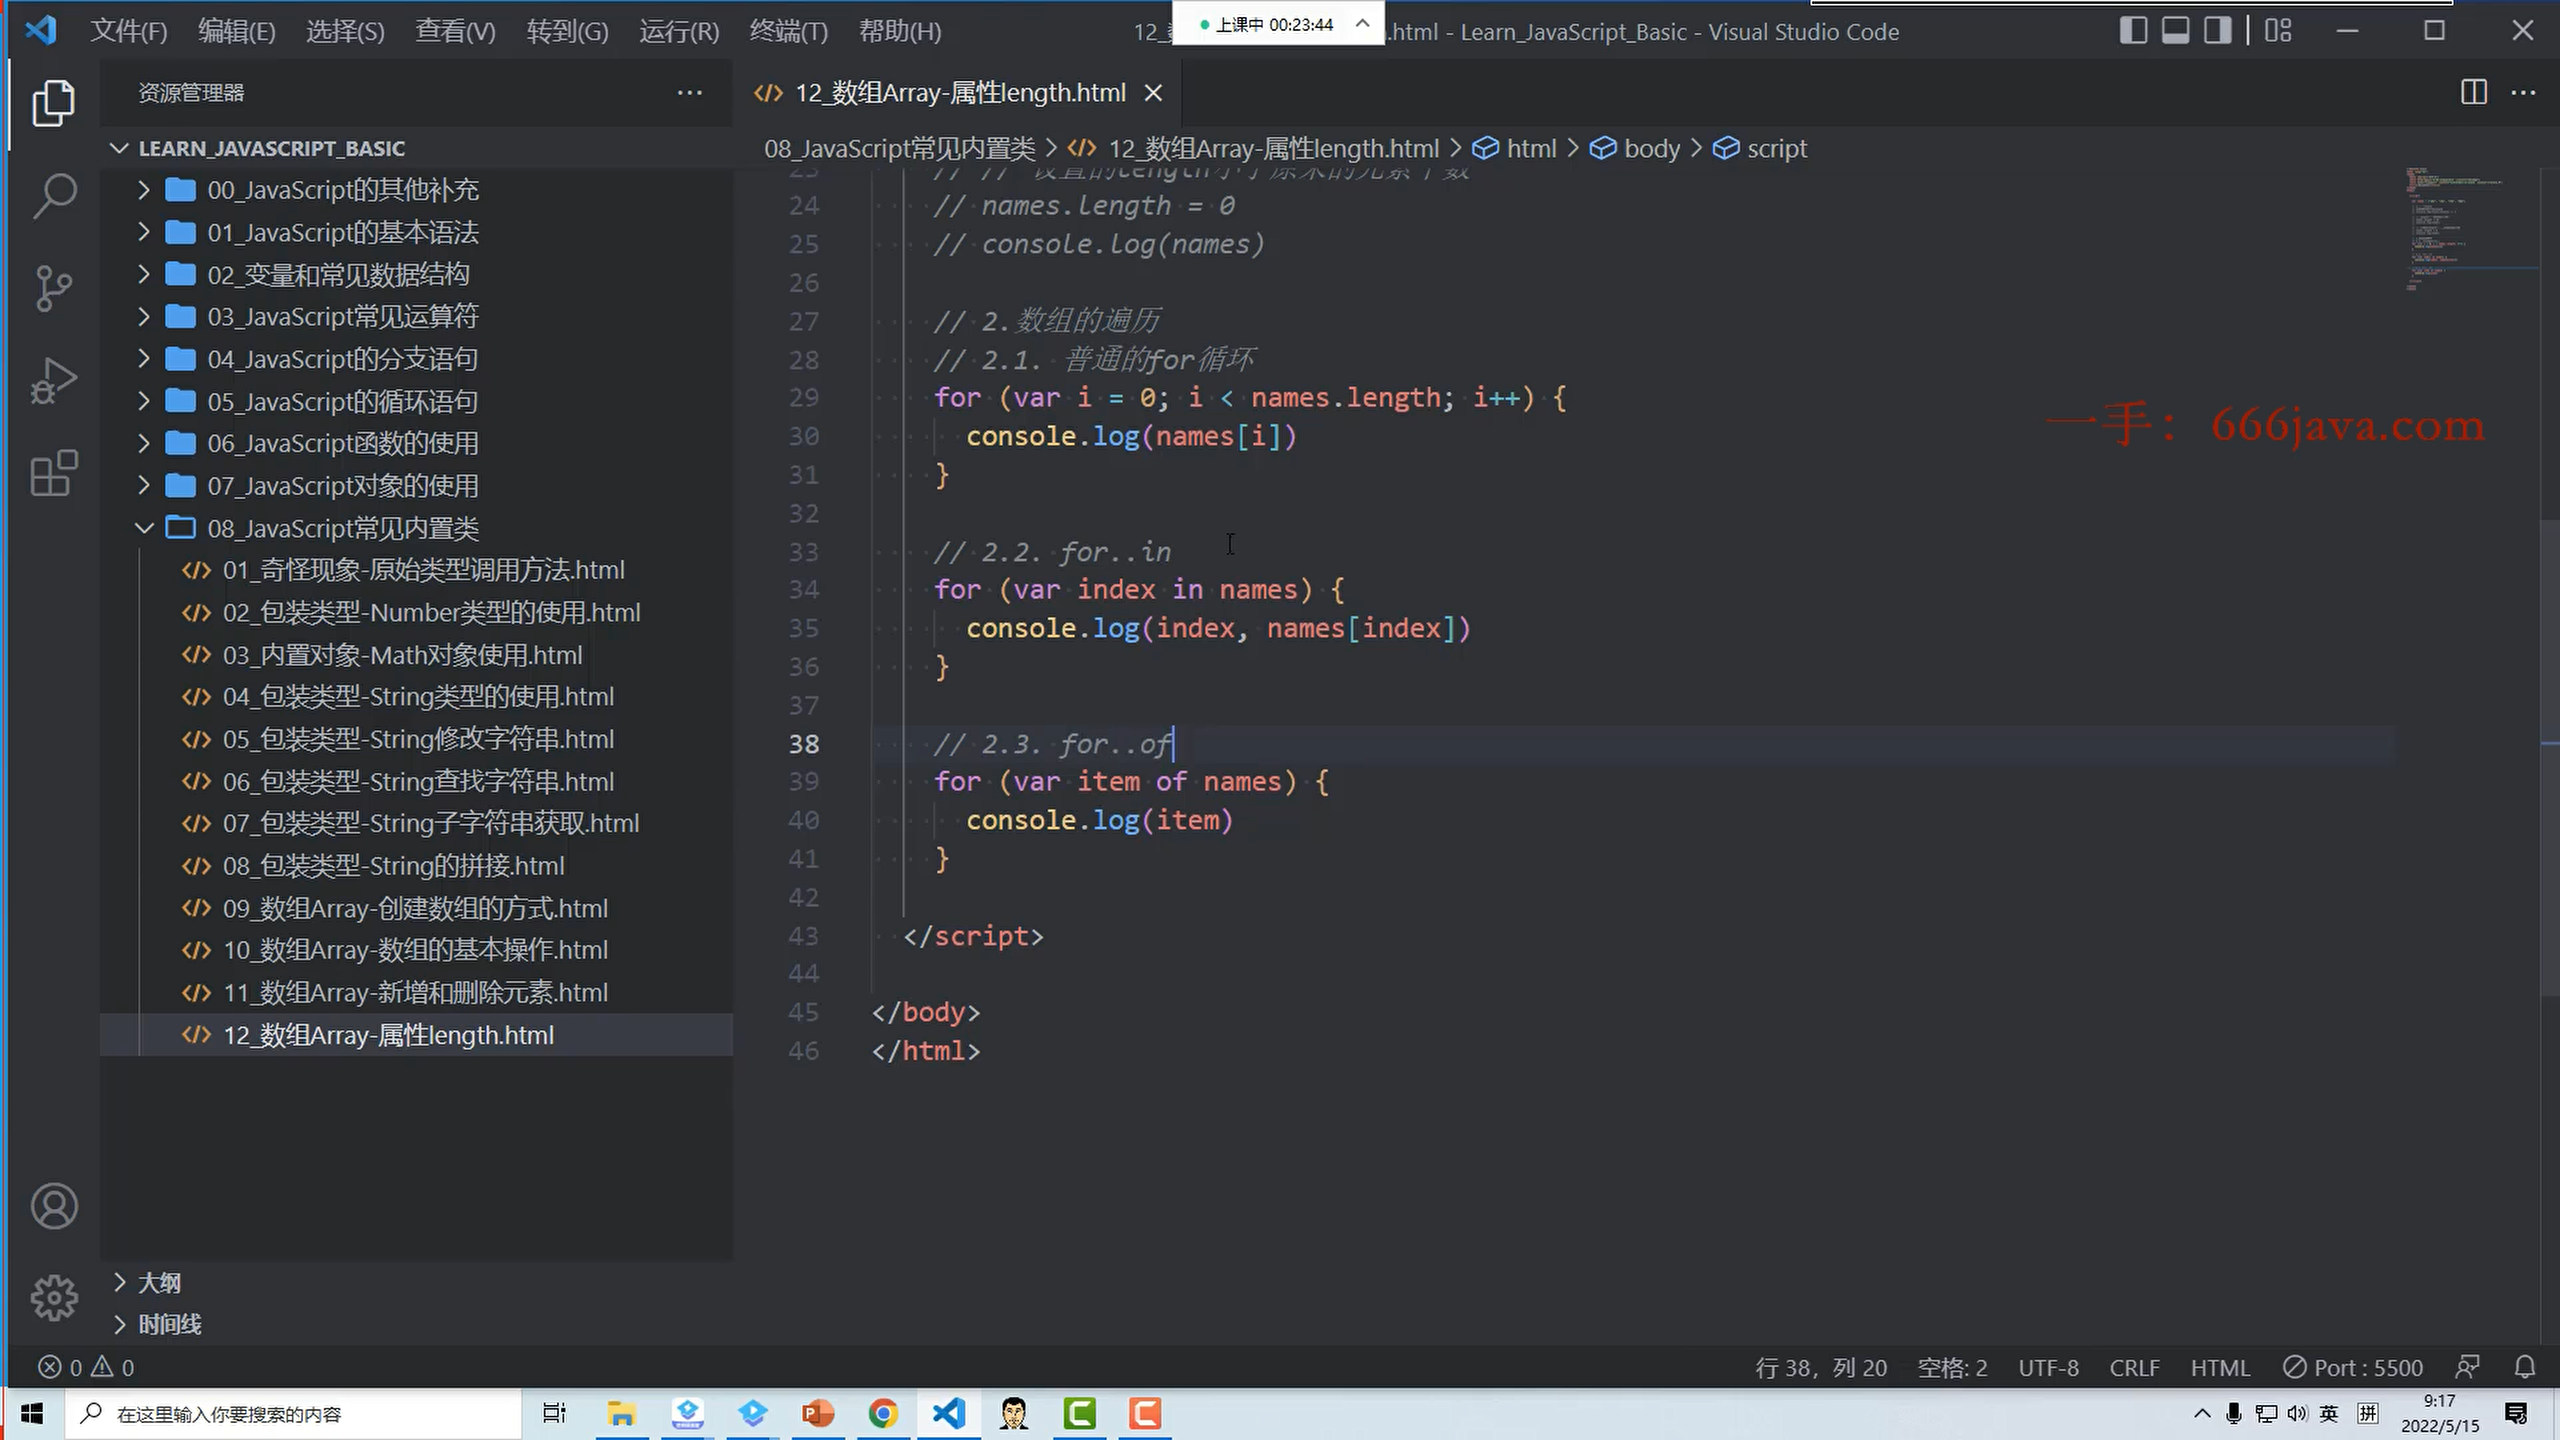 文件(F) 编辑(E) 选择(S) 查看(V) 转到(G) 运行(R) 终端(T) 帮助(H)
12_ .html - Learn_JavaScript_Basic - Visual Studio Code
上课中 00:23:44
资源管理器
12_数组Array-属性length.html
LEARN_JAVASCRIPT_BASIC
08_JavaScript常见内置类 > 12_数组Array-属性length.html > html > body > script
00_JavaScript的其他补充
01_JavaScript的基本语法
02_变量和常见数据结构
03_JavaScript常见运算符
04_JavaScript的分支语句
05_JavaScript的循环语句
06_JavaScript函数的使用
07_JavaScript对象的使用
08_JavaScript常见内置类
01_奇怪现象-原始类型调用方法.html
02_包装类型-Number类型的使用.html
03_内置对象-Math对象使用.html
04_包装类型-String类型的使用.html
05_包装类型-String修改字符串.html
06_包装类型-String查找字符串.html
07_包装类型-String子字符串获取.html
08_包装类型-String的拼接.html
09_数组Array-创建数组的方式.html
10_数组Array-数组的基本操作.html
11_数组Array-新增和删除元素.html
12_数组Array-属性length.html
大纲
时间线
23 // // 设置的length小于原来的元素个数
24 // names.length = 0
25 // console.log(names)
26
27 // 2.数组的遍历
28 // 2.1. 普通的for循环
29 for (var i = 0; i < names.length; i++) {
30 console.log(names[i])
31 }
32
33 // 2.2. for..in
34 for (var index in names) {
35 console.log(index, names[index])
36 }
37
38 // 2.3. for..of
39 for (var item of names) {
40 console.log(item)
41 }
42
43 </script>
44
45 </body>
46 </html>
一手：666java.com
0 0
行 38，列 20 空格: 2 UTF-8 CRLF HTML Port : 5500
在这里输入你要搜索的内容
英 拼
9:17
2022/5/15